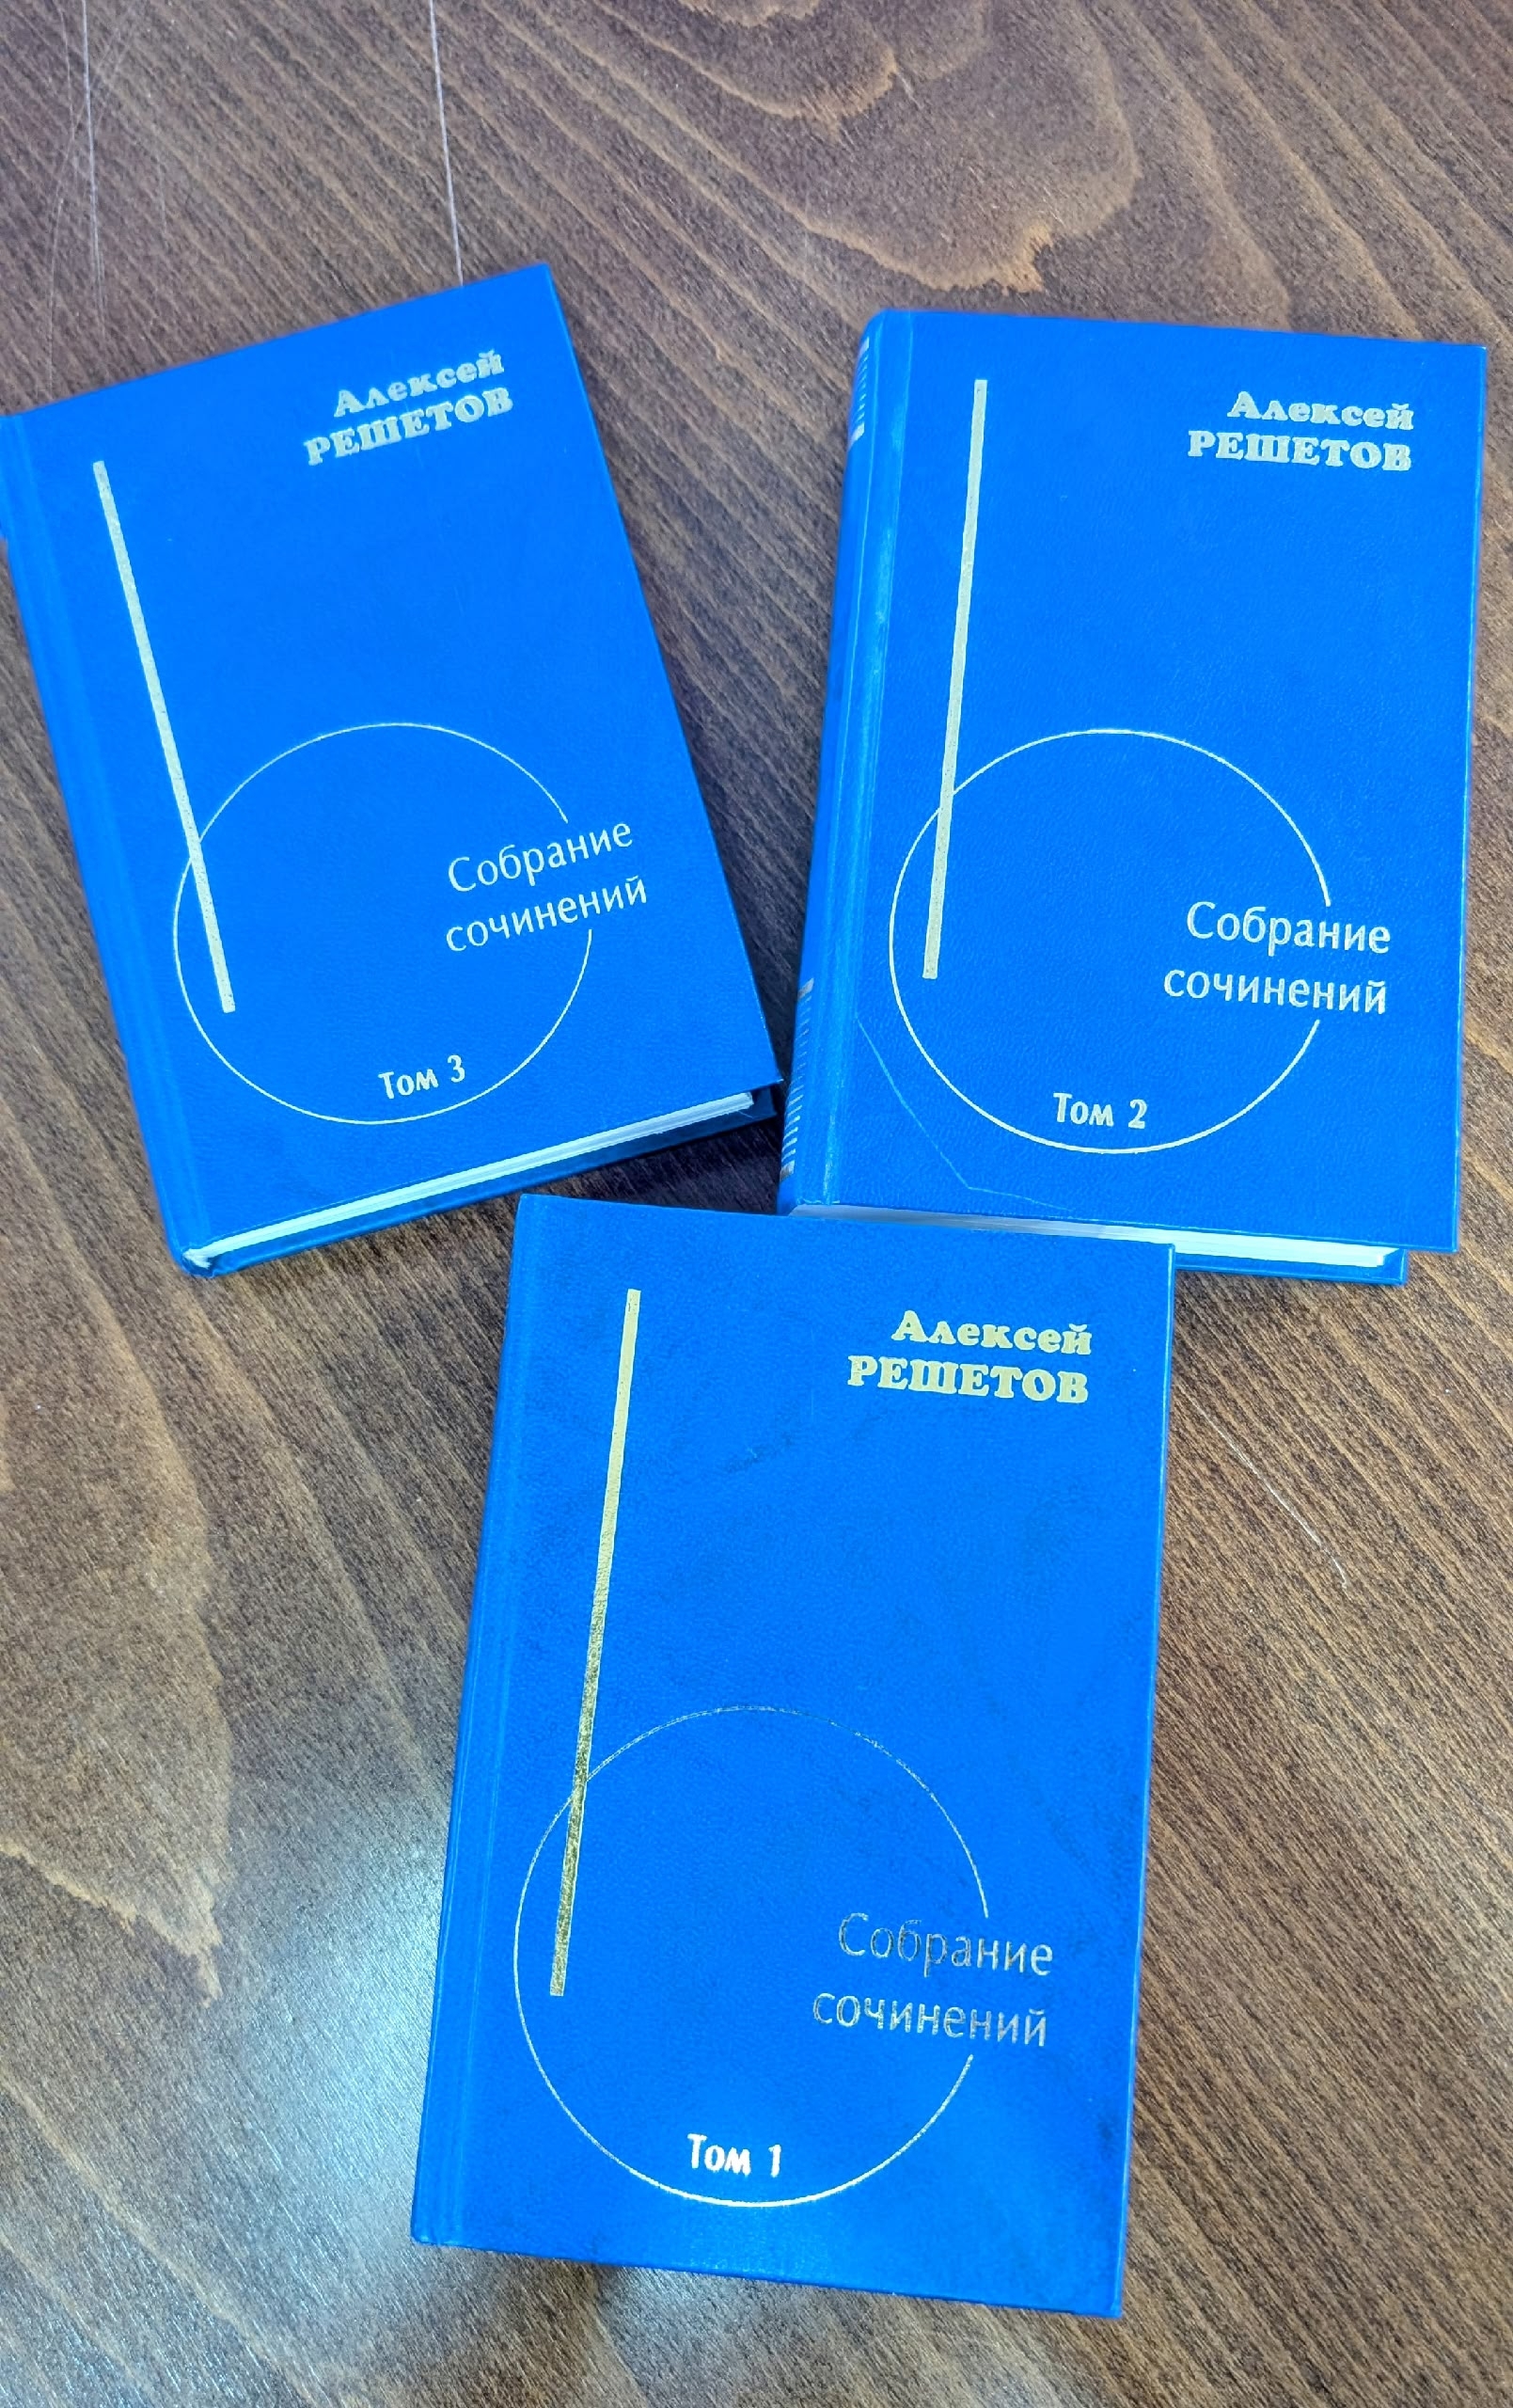 Алексей
РЕШЕТОВ
Собрание
сочинений
Том 3
Алексей
РЕШЕТОВ
Собрание
сочинений
Том 2
Алексей
РЕШЕТОВ
Собрание
сочинений
Том 1